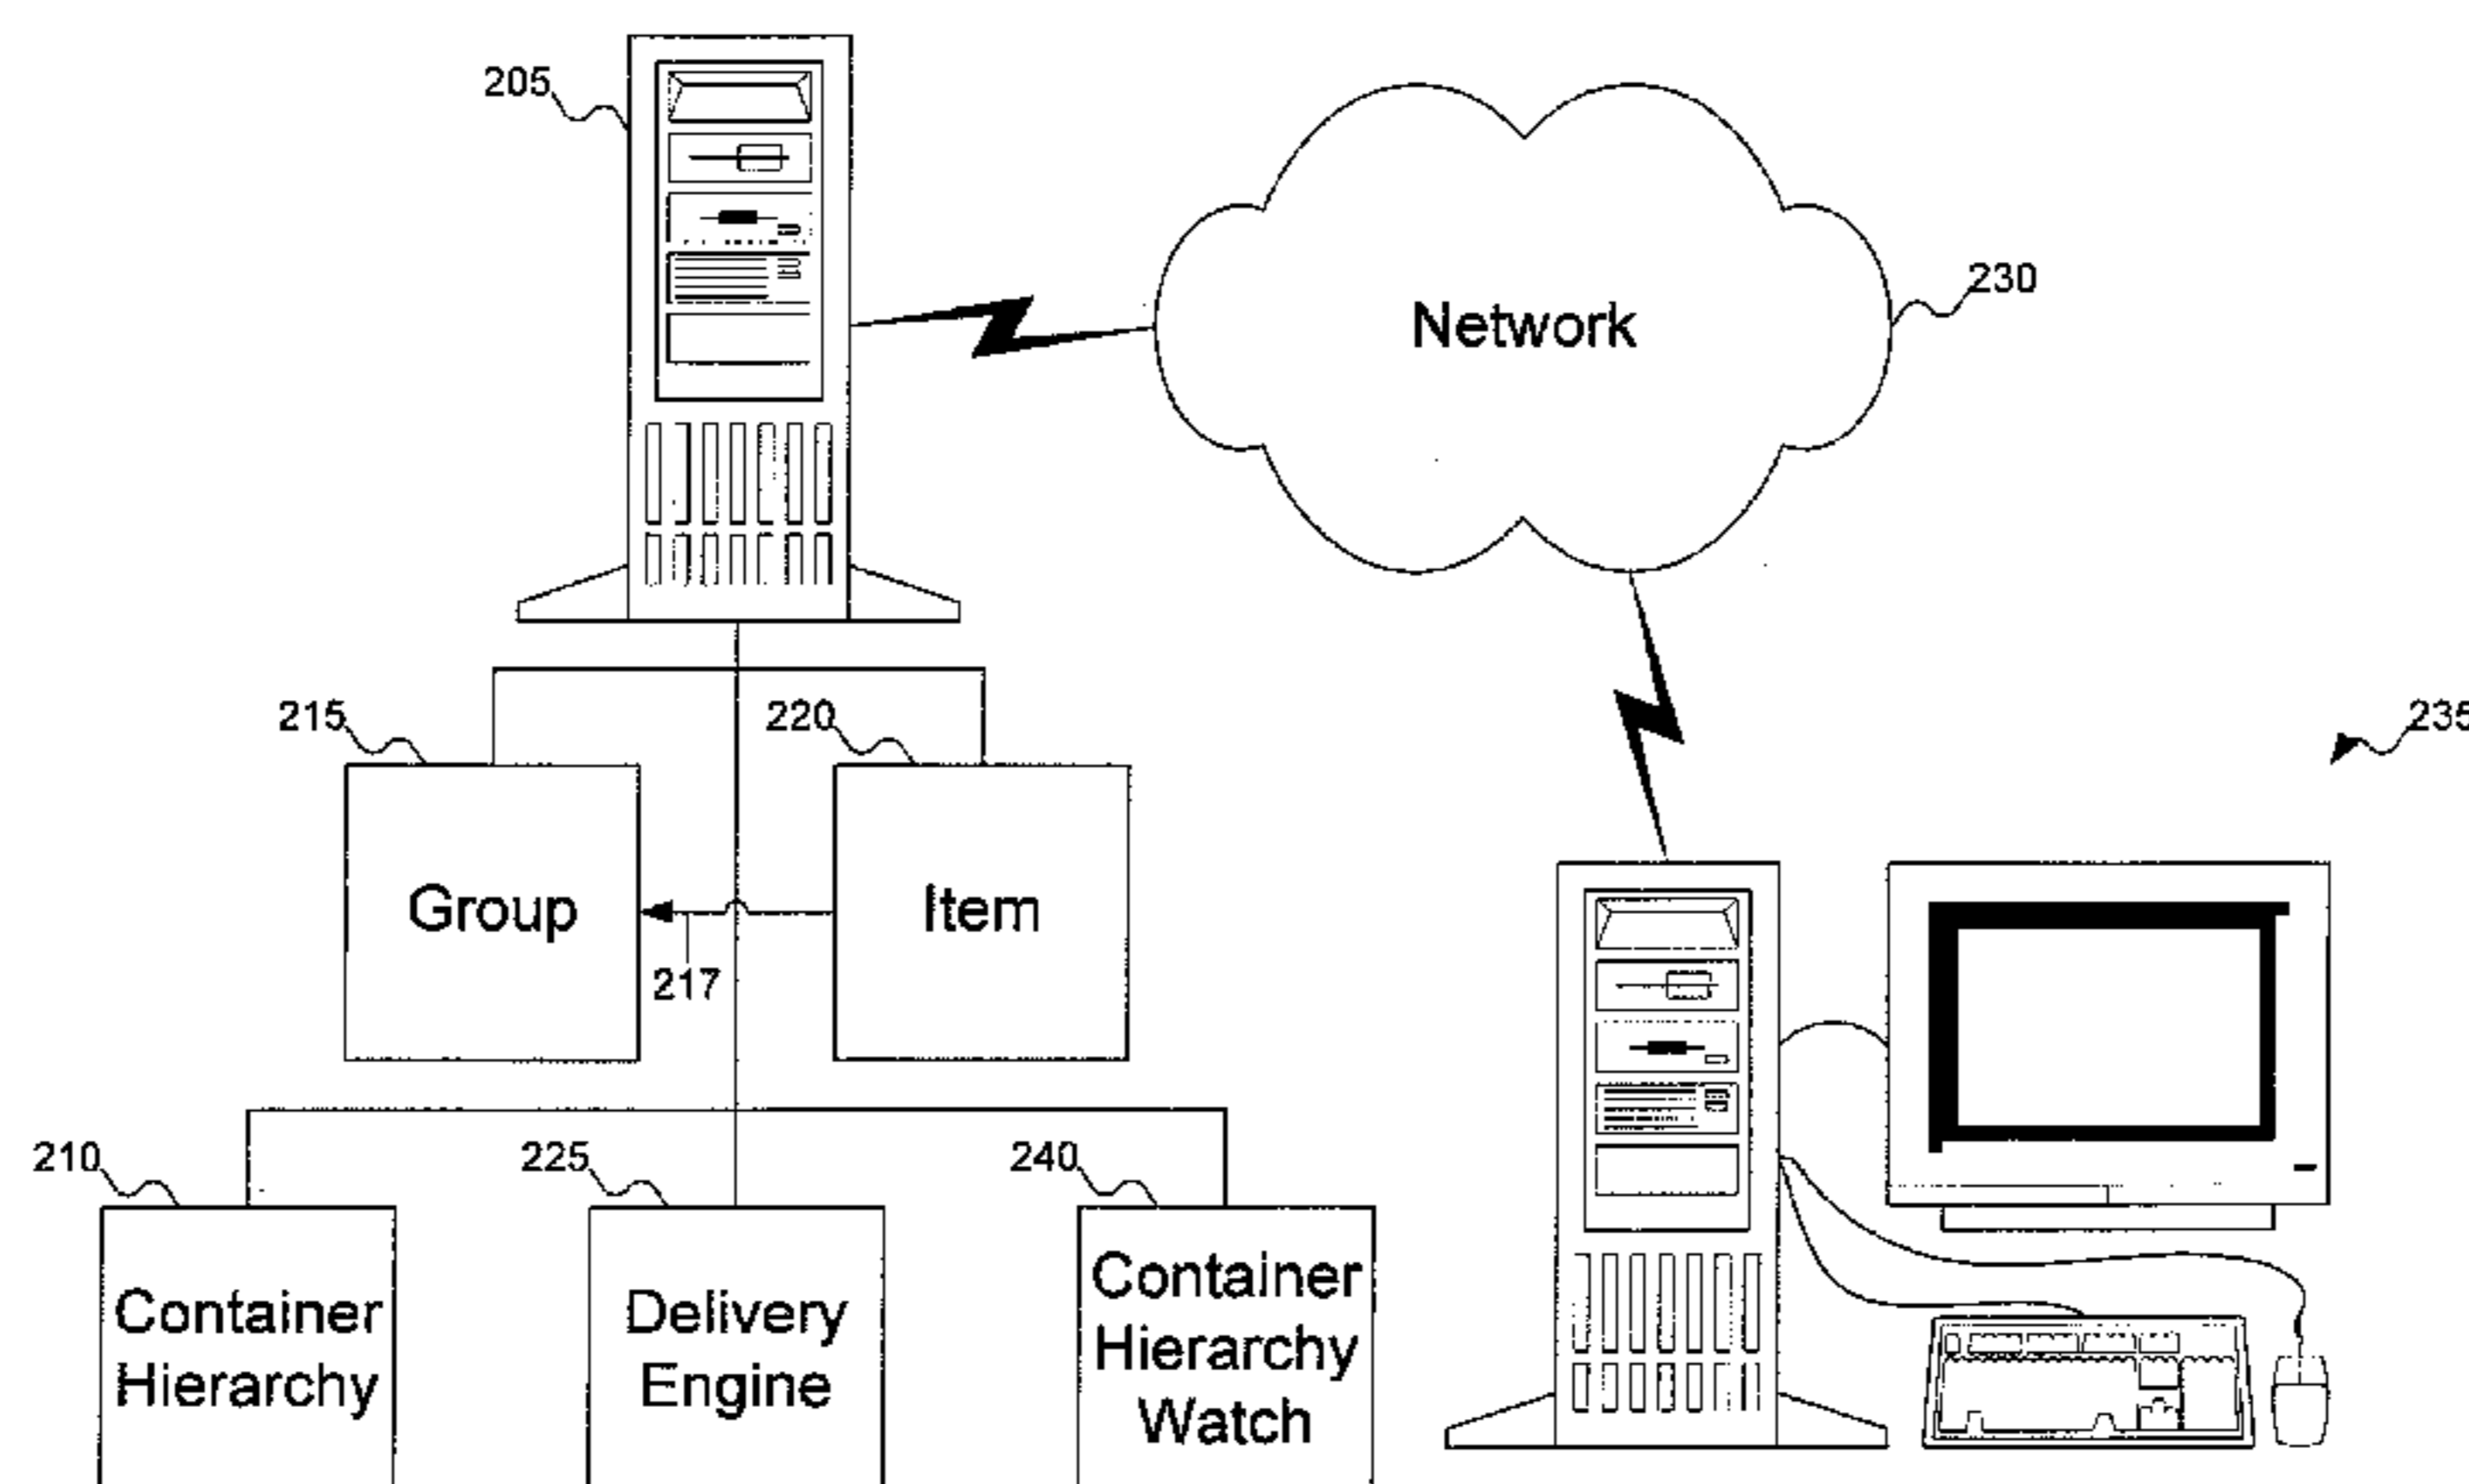 205
Network
230
215
220
235
Group
Item
217
210
225
240
Container
Hierarchy
Delivery
Engine
Container
Hierarchy
Watch